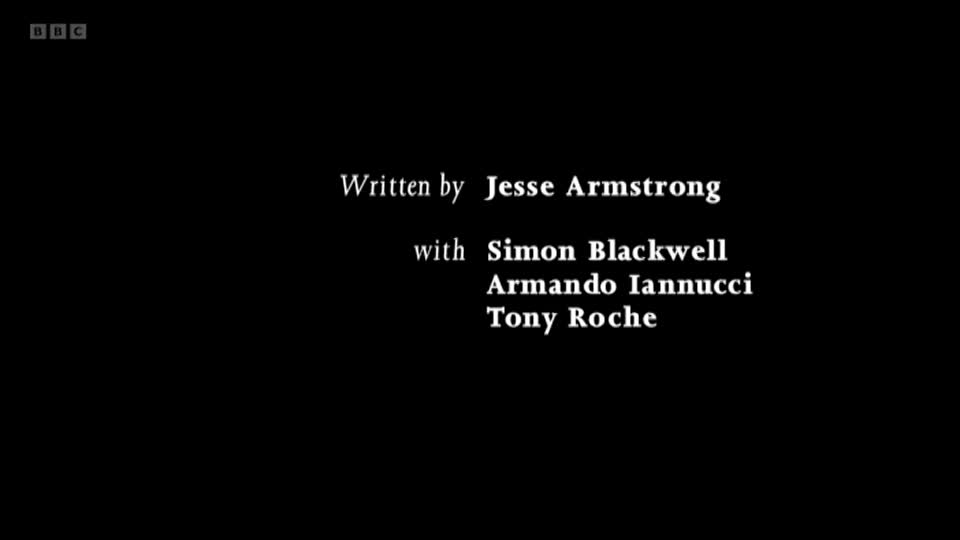 BBC
Written by Jesse Armstrong
with Simon Blackwell
Armando Iannucci
Tony Roche